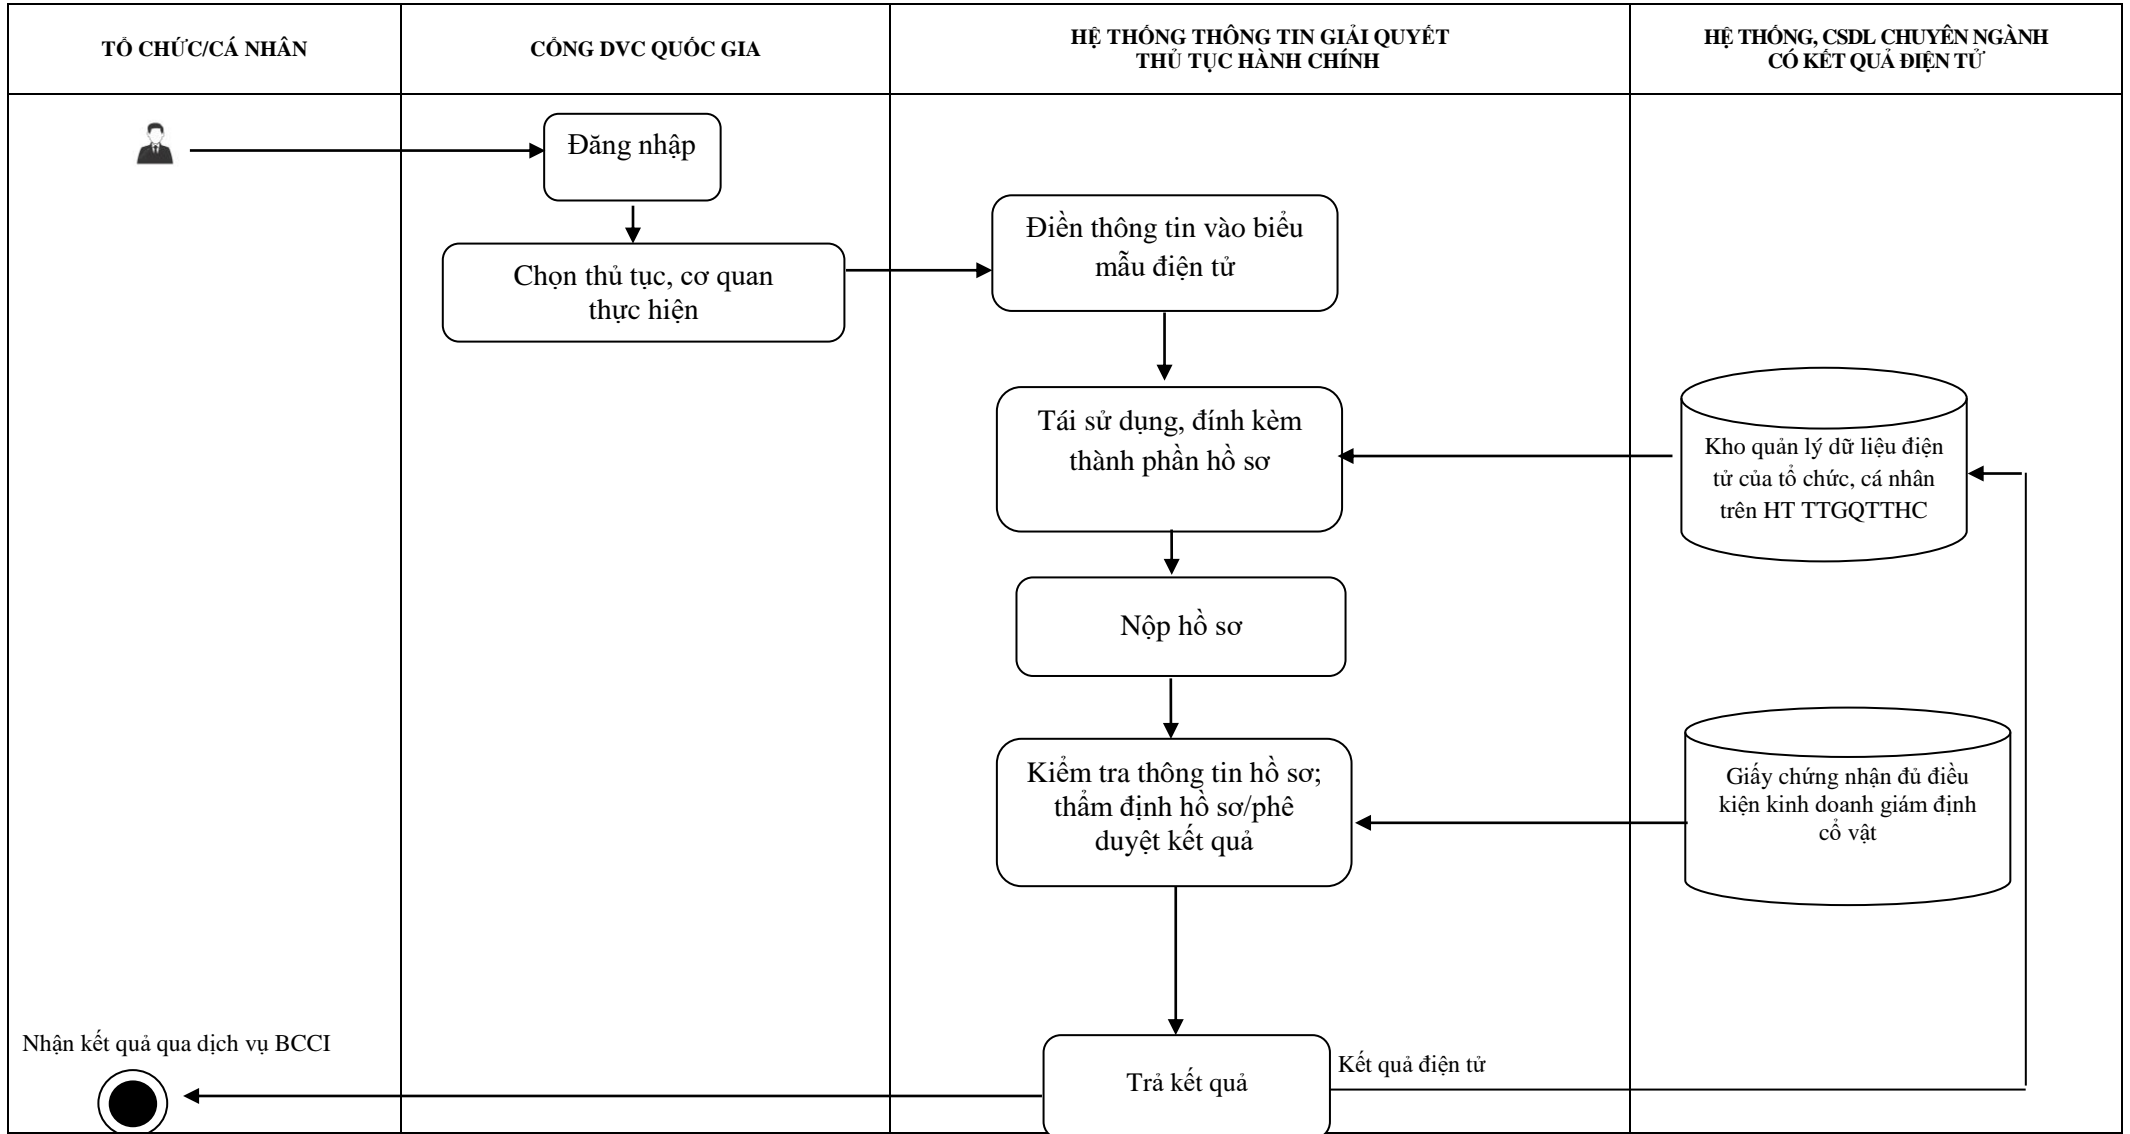 TỔ CHỨC/CÁ NHÂN
CỔNG DVC QUỐC GIA
HỆ THỐNG THÔNG TIN GIẢI QUYẾT
THỦ TỤC HÀNH CHÍNH
HỆ THỐNG, CSDL CHUYÊN NGÀNH
CÓ KẾT QUẢ ĐIỆN TỬ
Đăng nhập
Chọn thủ tục, cơ quan
thực hiện
Điền thông tin vào biểu
mẫu điện tử
Tái sử dụng, đính kèm
thành phần hồ sơ
Kho quản lý dữ liệu điện
tử của tổ chức, cá nhân
trên HT TTGQTTHC
Nộp hồ sơ
Kiểm tra thông tin hồ sơ;
thẩm định hồ sơ/phê
duyệt kết quả
Giấy chứng nhận đủ điều
kiện kinh doanh giám định
cổ vật
Nhận kết quả qua dịch vụ BCCI
Trả kết quả
Kết quả điện tử